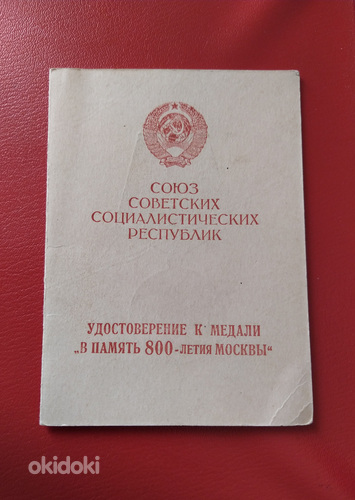 СОЮЗ
СОВЕТСКИХ
СОЦИАЛИСТИЧЕСКИХ
РЕСПУБЛИК
УДОСТОВЕРЕНИЕ К МЕДАЛИ
„В ПАМЯТЬ 800-ЛЕТИЯ МОСКВЫ“
okidoki